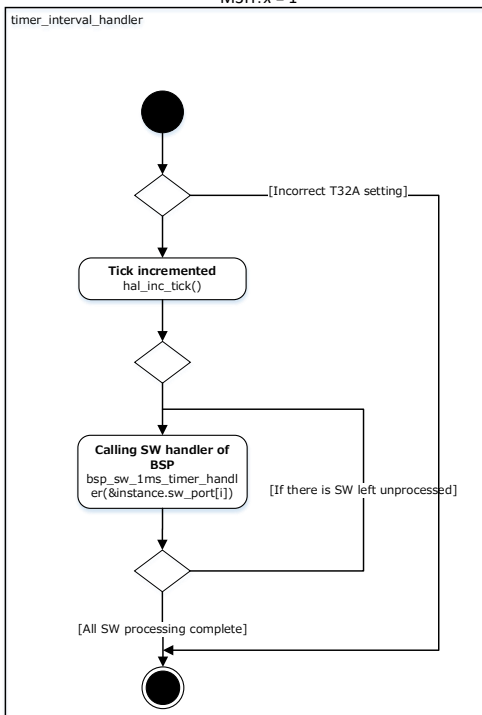 timer_interval_handler
[Incorrect T32A setting]
Tick incremented
hal_inc_tick()
Calling SW handler of
BSP
bsp_sw_1ms_timer_handl
er(&instance.sw_port[i])
[If there is SW left unprocessed]
[All SW processing complete]